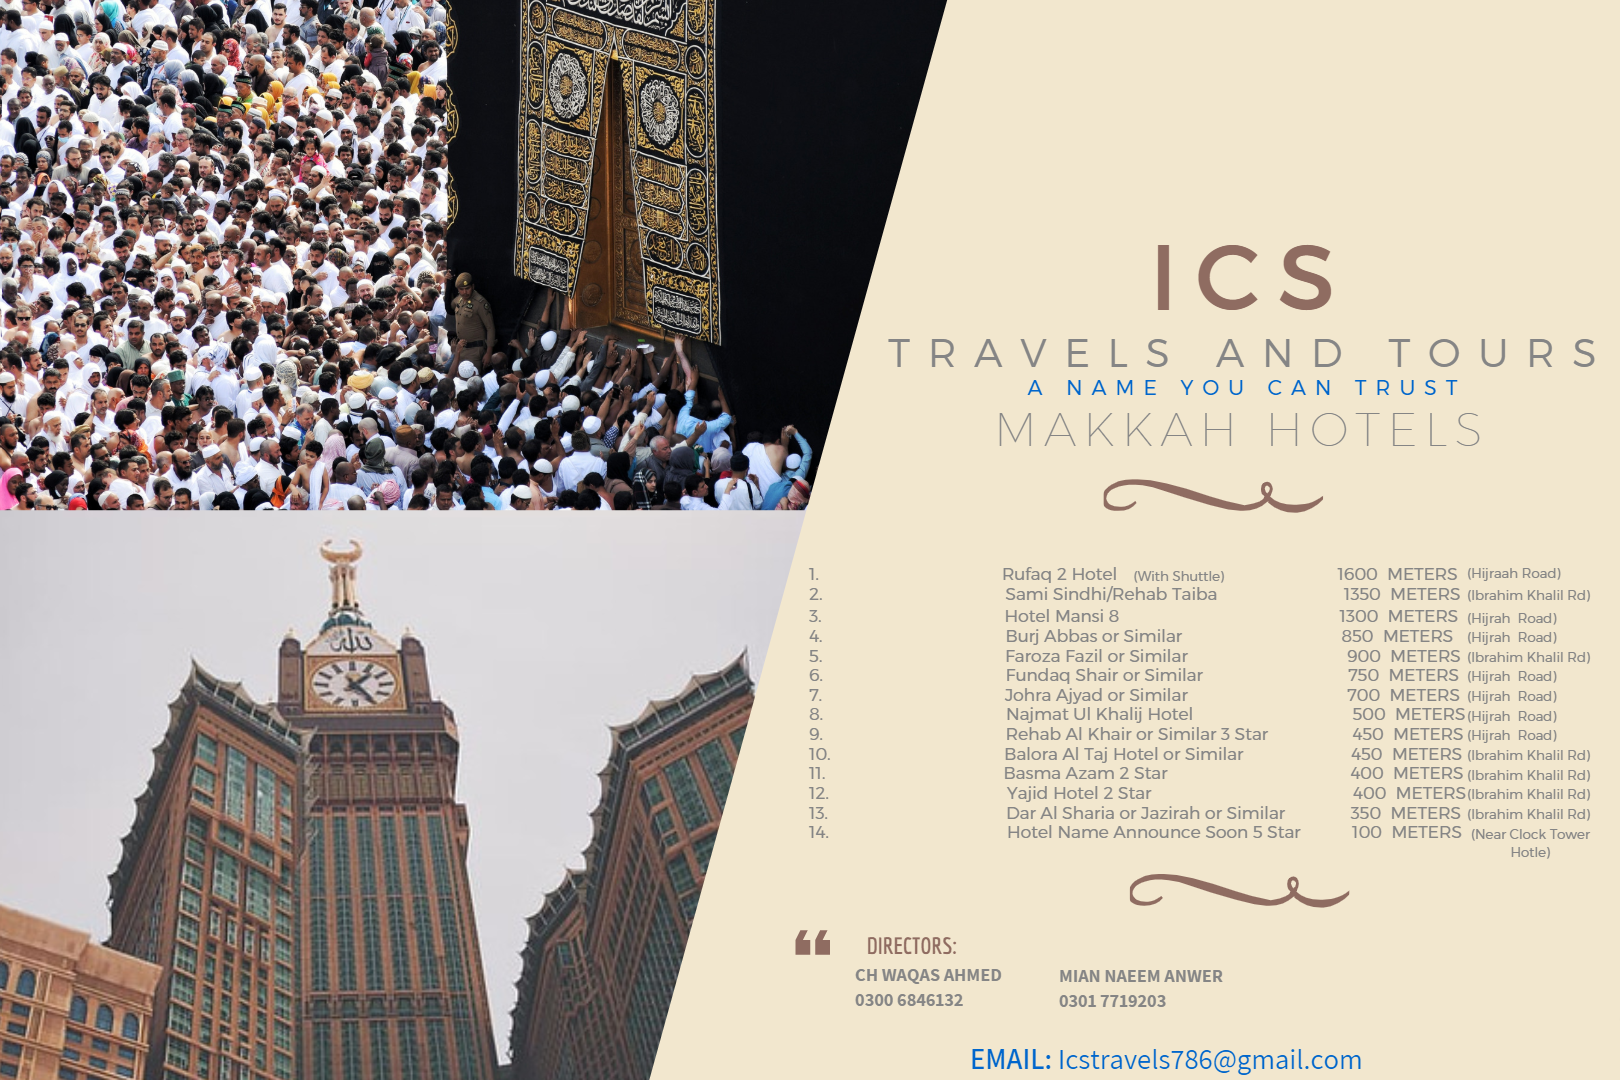 ICS
TRAVELS AND TOURS
A NAME YOU CAN TRUST
MAKKAH HOTELS
1. Rufaq 2 Hotel (With Shuttle) 1600 METERS (Hijraah Road)
2. Sami Sindhi/Rehab Taiba 1350 METERS (Ibrahim Khalil Rd)
3. Hotel Mansi 8 1300 METERS (Hijrah Road)
4. Burj Abbas or Similar 850 METERS (Hijrah Road)
5. Faroza Fazil or Similar 900 METERS (Ibrahim Khalil Rd)
6. Fundaq Shair or Similar 750 METERS (Hijrah Road)
7. Johra Ajyad or Similar 700 METERS (Hijrah Road)
8. Najmat Ul Khalij Hotel 500 METERS (Hijrah Road)
9. Rehab Al Khair or Similar 3 Star 450 METERS (Hijrah Road)
10. Balora Al Taj Hotel or Similar 450 METERS (Ibrahim Khalil Rd)
11. Basma Azam 2 Star 400 METERS (Ibrahim Khalil Rd)
12. Yajid Hotel 2 Star 400 METERS (Ibrahim Khalil Rd)
13. Dar Al Sharia or Jazirah or Similar 350 METERS (Ibrahim Khalil Rd)
14. Hotel Name Announce Soon 5 Star 100 METERS (Near Clock Tower
Hotle)
❝ DIRECTORS:
CH WAQAS AHMED MIAN NAEEM ANWER
0300 6846132 0301 7719203
EMAIL: Icstravels786@gmail.com
الله